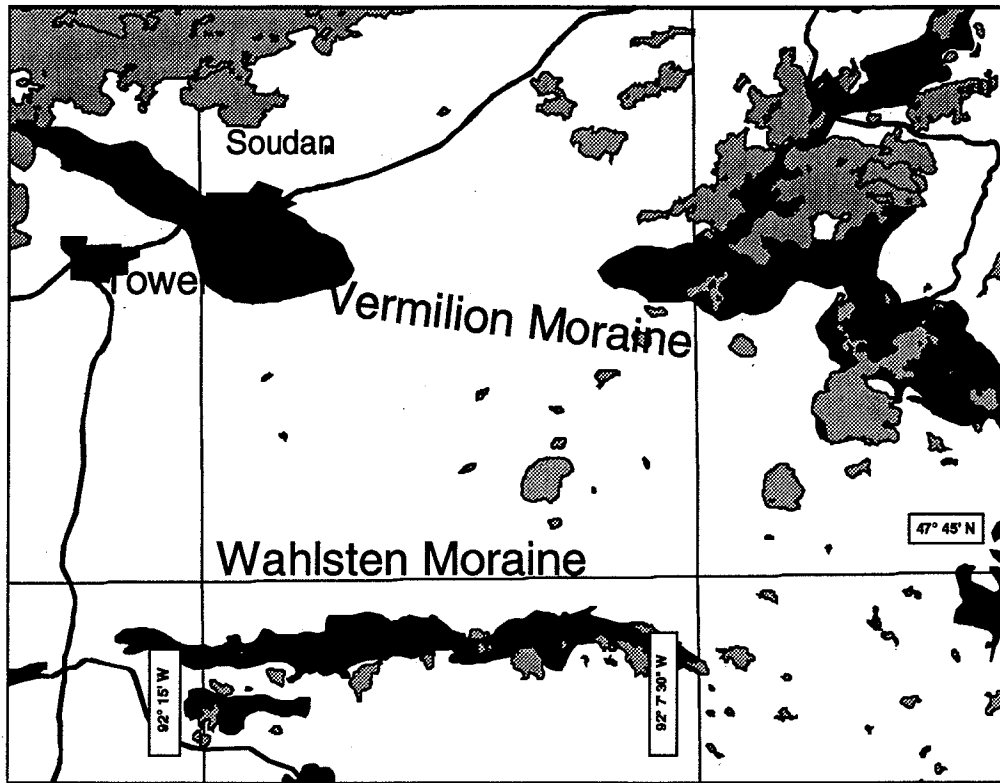 Soudan
Towe
Vermilion Moraine
47° 45' N
Wahlsten Moraine
92° 15' W
92° 7' 30" W